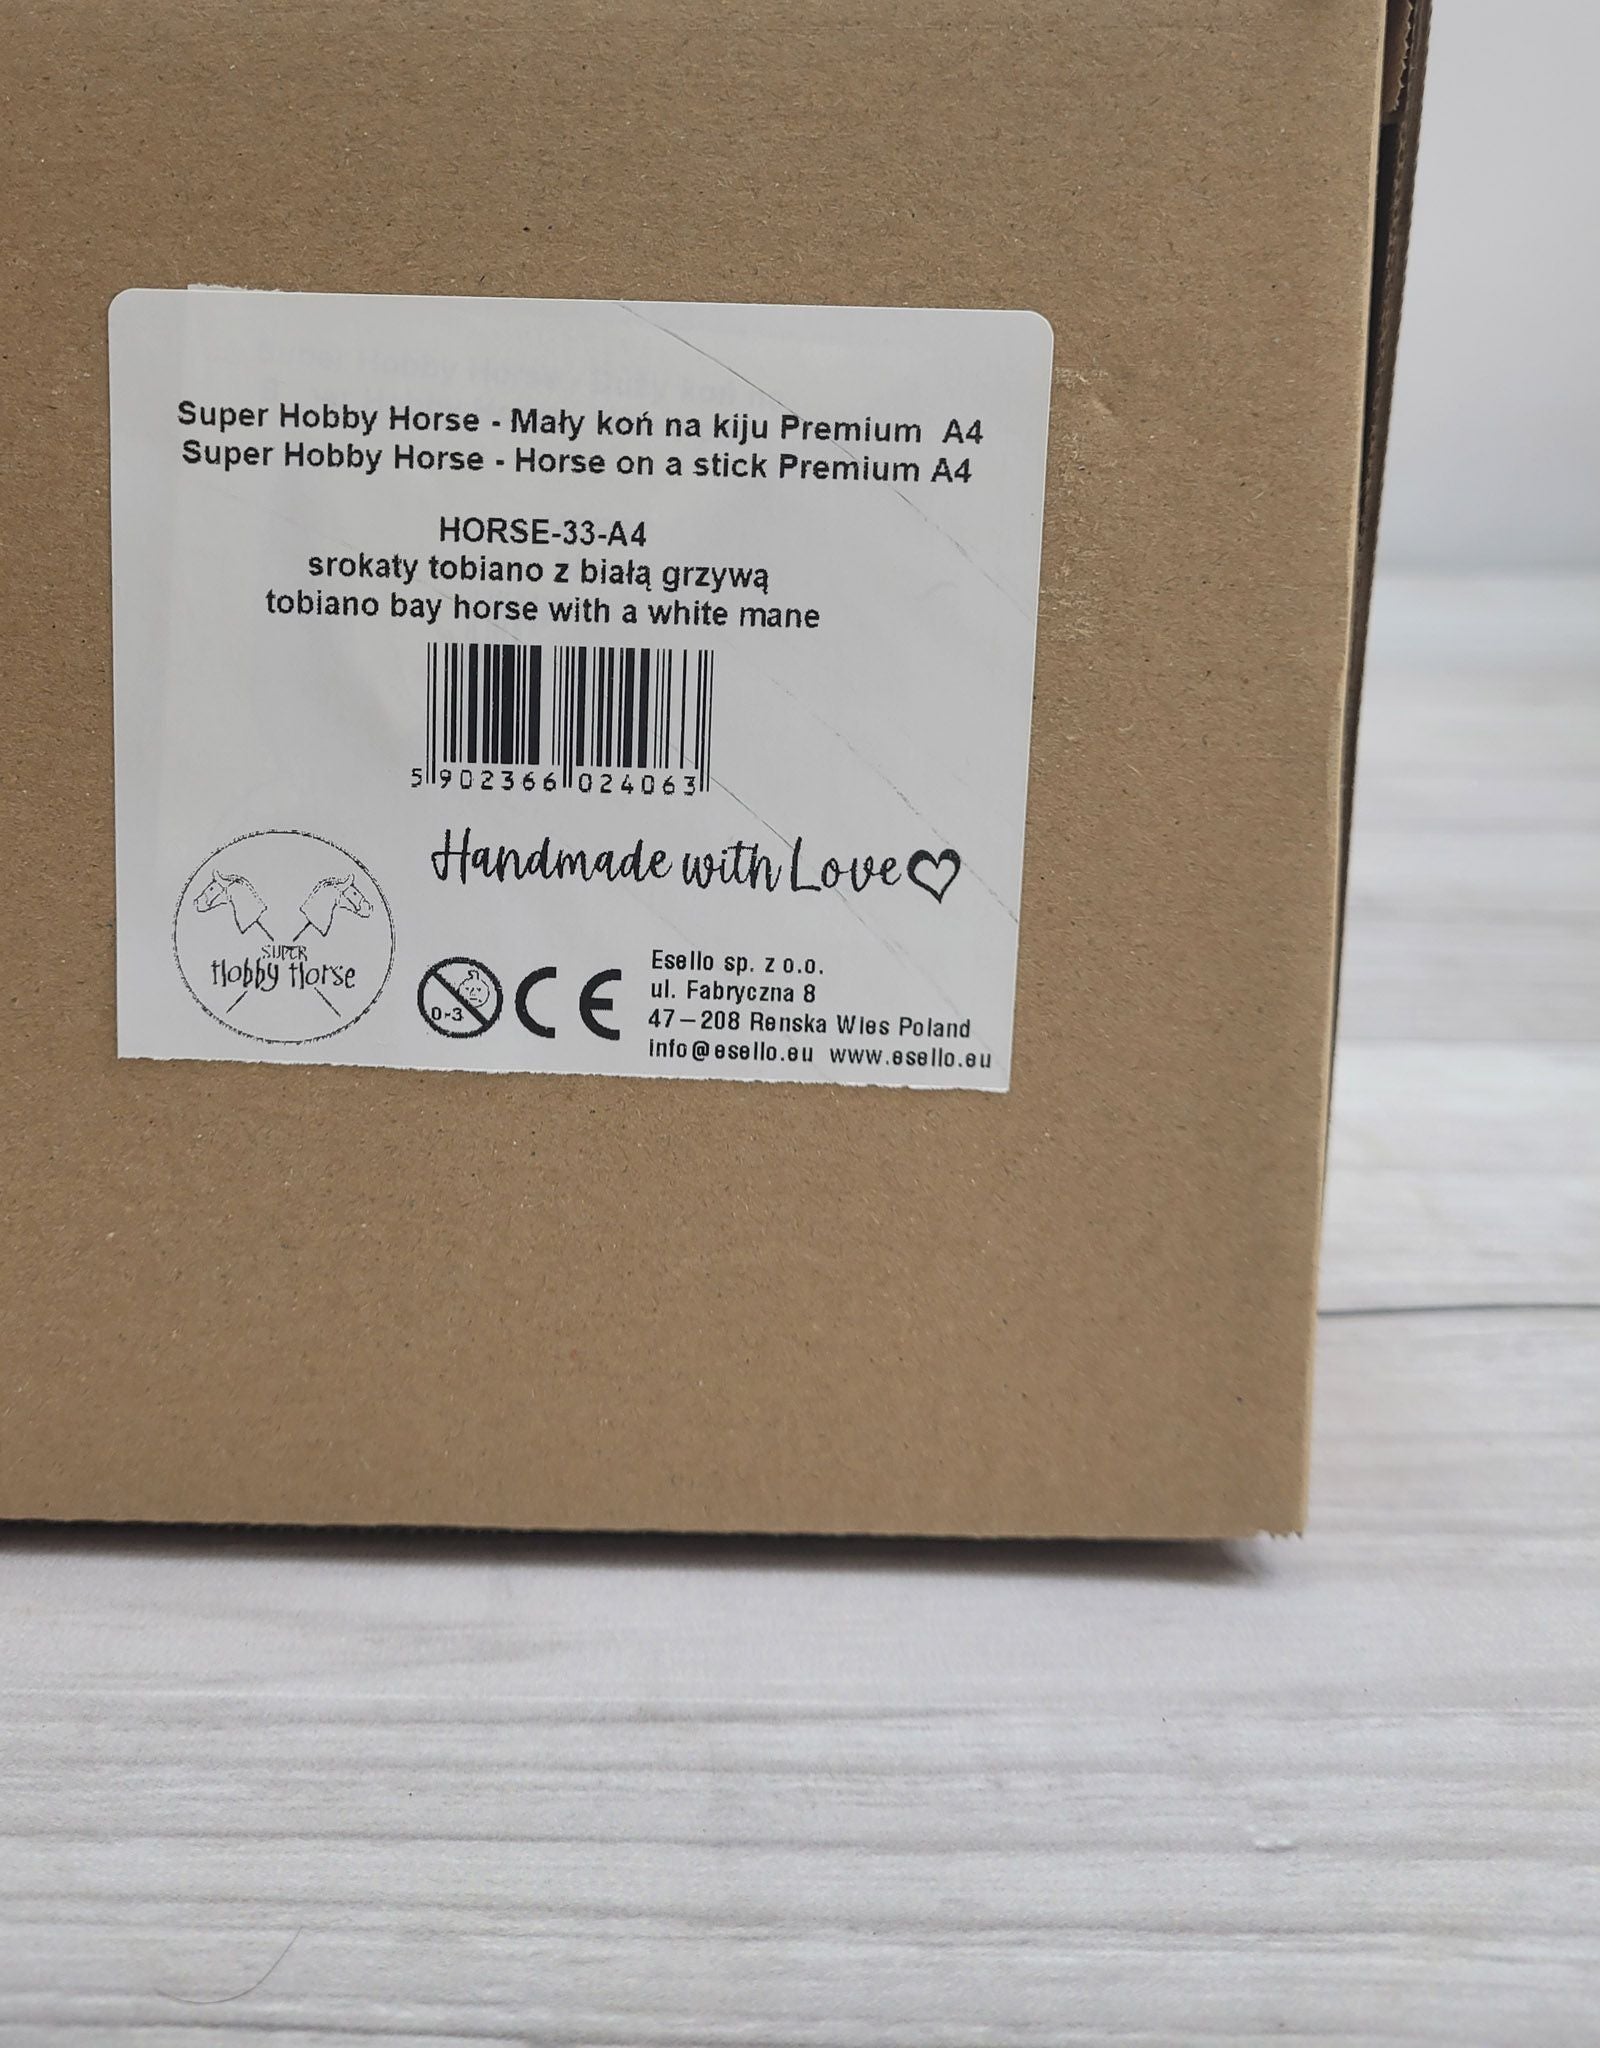 Super Hobby Horse - Mały koń na kiju Premium A4
Super Hobby Horse - Horse on a stick Premium A4
HORSE-33-A4
srokaty tobiano z białą grzywą
tobiano bay horse with a white mane
5 902366 024063
Handmade with Love
SUPER
Hobby Horse
0-3
CE
Esello sp. z o.o.
ul. Fabryczna 8
47-208 Renska Wies Poland
info@esello.eu www.esello.eu